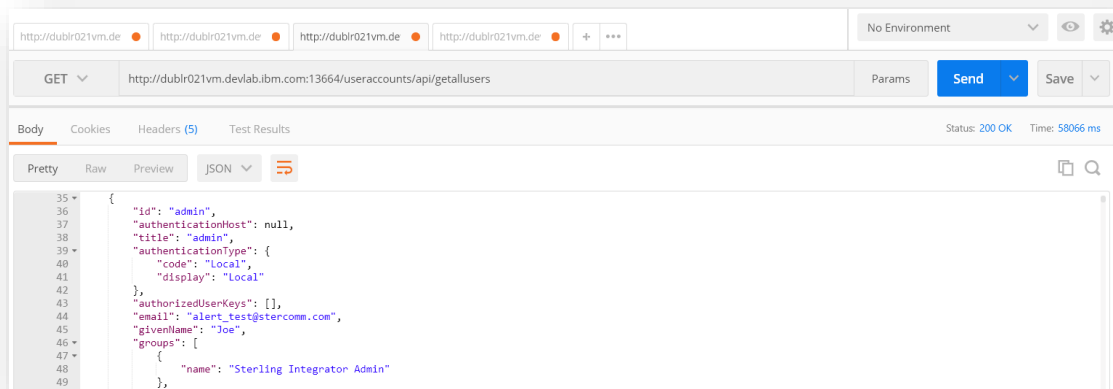 http://dublr021vm.de http://dublr021vm.de http://dublr021vm.de http://dublr021vm.de + ••• No Environment
GET http://dublr021vm.devlab.ibm.com:13664/useraccounts/api/getallusers Params Send Save
Body Cookies Headers (5) Test Results Status: 200 OK Time: 58066 ms
Pretty Raw Preview JSON
35 {
36 "id": "admin",
37 "authenticationHost": null,
38 "title": "admin",
39 "authenticationType": {
40 "code": "Local",
41 "display": "Local"
42 },
43 "authorizedUserKeys": [],
44 "email": "alert_test@stercomm.com",
45 "givenName": "Joe",
46 "groups": [
47 {
48 "name": "Sterling Integrator Admin"
49 },